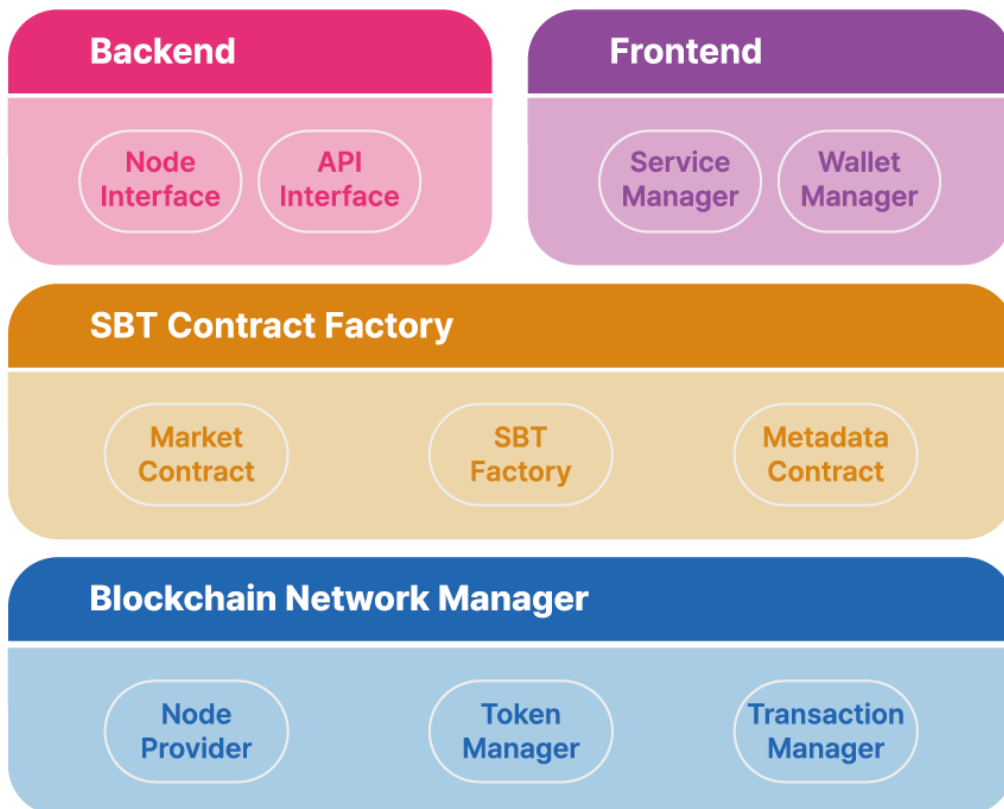 Backend
Node
Interface
API
Interface
Frontend
Service
Manager
Wallet
Manager
SBT Contract Factory
Market
Contract
SBT
Factory
Metadata
Contract
Blockchain Network Manager
Node
Provider
Token
Manager
Transaction
Manager